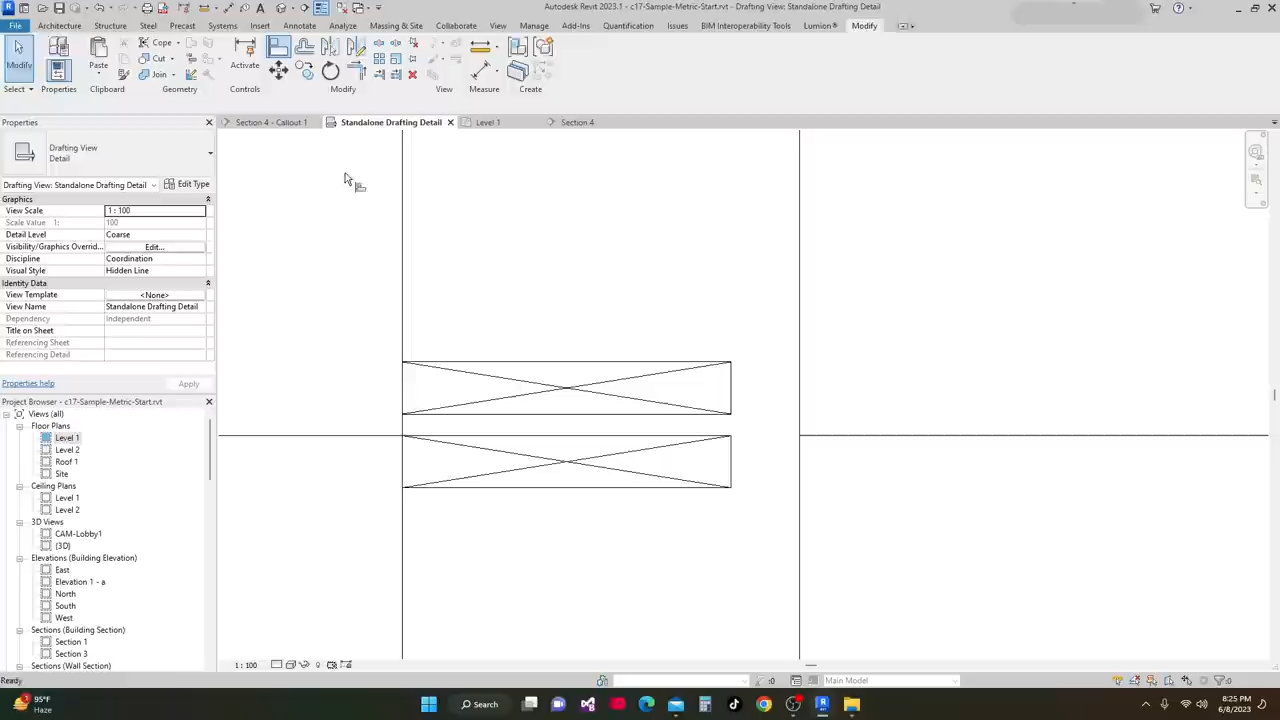 Autodesk Revit 2023.1 - c17-Sample-Metric-Start.rvt - Drafting View: Standalone Drafting Detail
File Architecture Structure Steel Precast Systems Insert Annotate Analyze Massing & Site Collaborate View Manage Add-Ins Quantification Issues BIM Interoperability Tools Lumion® Modify
Cope
Cut
Join
Modify Properties Paste Activate
Select Properties Clipboard Geometry Controls Modify View Measure Create
Properties
Section 4 - Callout 1 Standalone Drafting Detail Level 1 Section 4
Drafting View
Detail
Drafting View: Standalone Drafting Detail Edit Type
Graphics
View Scale 1 : 100
Scale Value 1: 100
Detail Level Coarse
Visibility/Graphics Overrid... Edit...
Discipline Coordination
Visual Style Hidden Line
Identity Data
View Template <None>
View Name Standalone Drafting Detail
Dependency Independent
Title on Sheet
Referencing Sheet
Referencing Detail
Properties help Apply
Project Browser - c17-Sample-Metric-Start.rvt
Views (all)
Floor Plans
Level 1
Level 2
Roof 1
Site
Ceiling Plans
Level 1
Level 2
3D Views
CAM-Lobby1
{3D}
Elevations (Building Elevation)
East
Elevation 1 - a
North
South
West
Sections (Building Section)
Section 1
Section 3
Sections (Wall Section)
1 : 100
Ready
:0 Main Model :0
95°F
Haze
Search
8:25 PM
6/8/2023